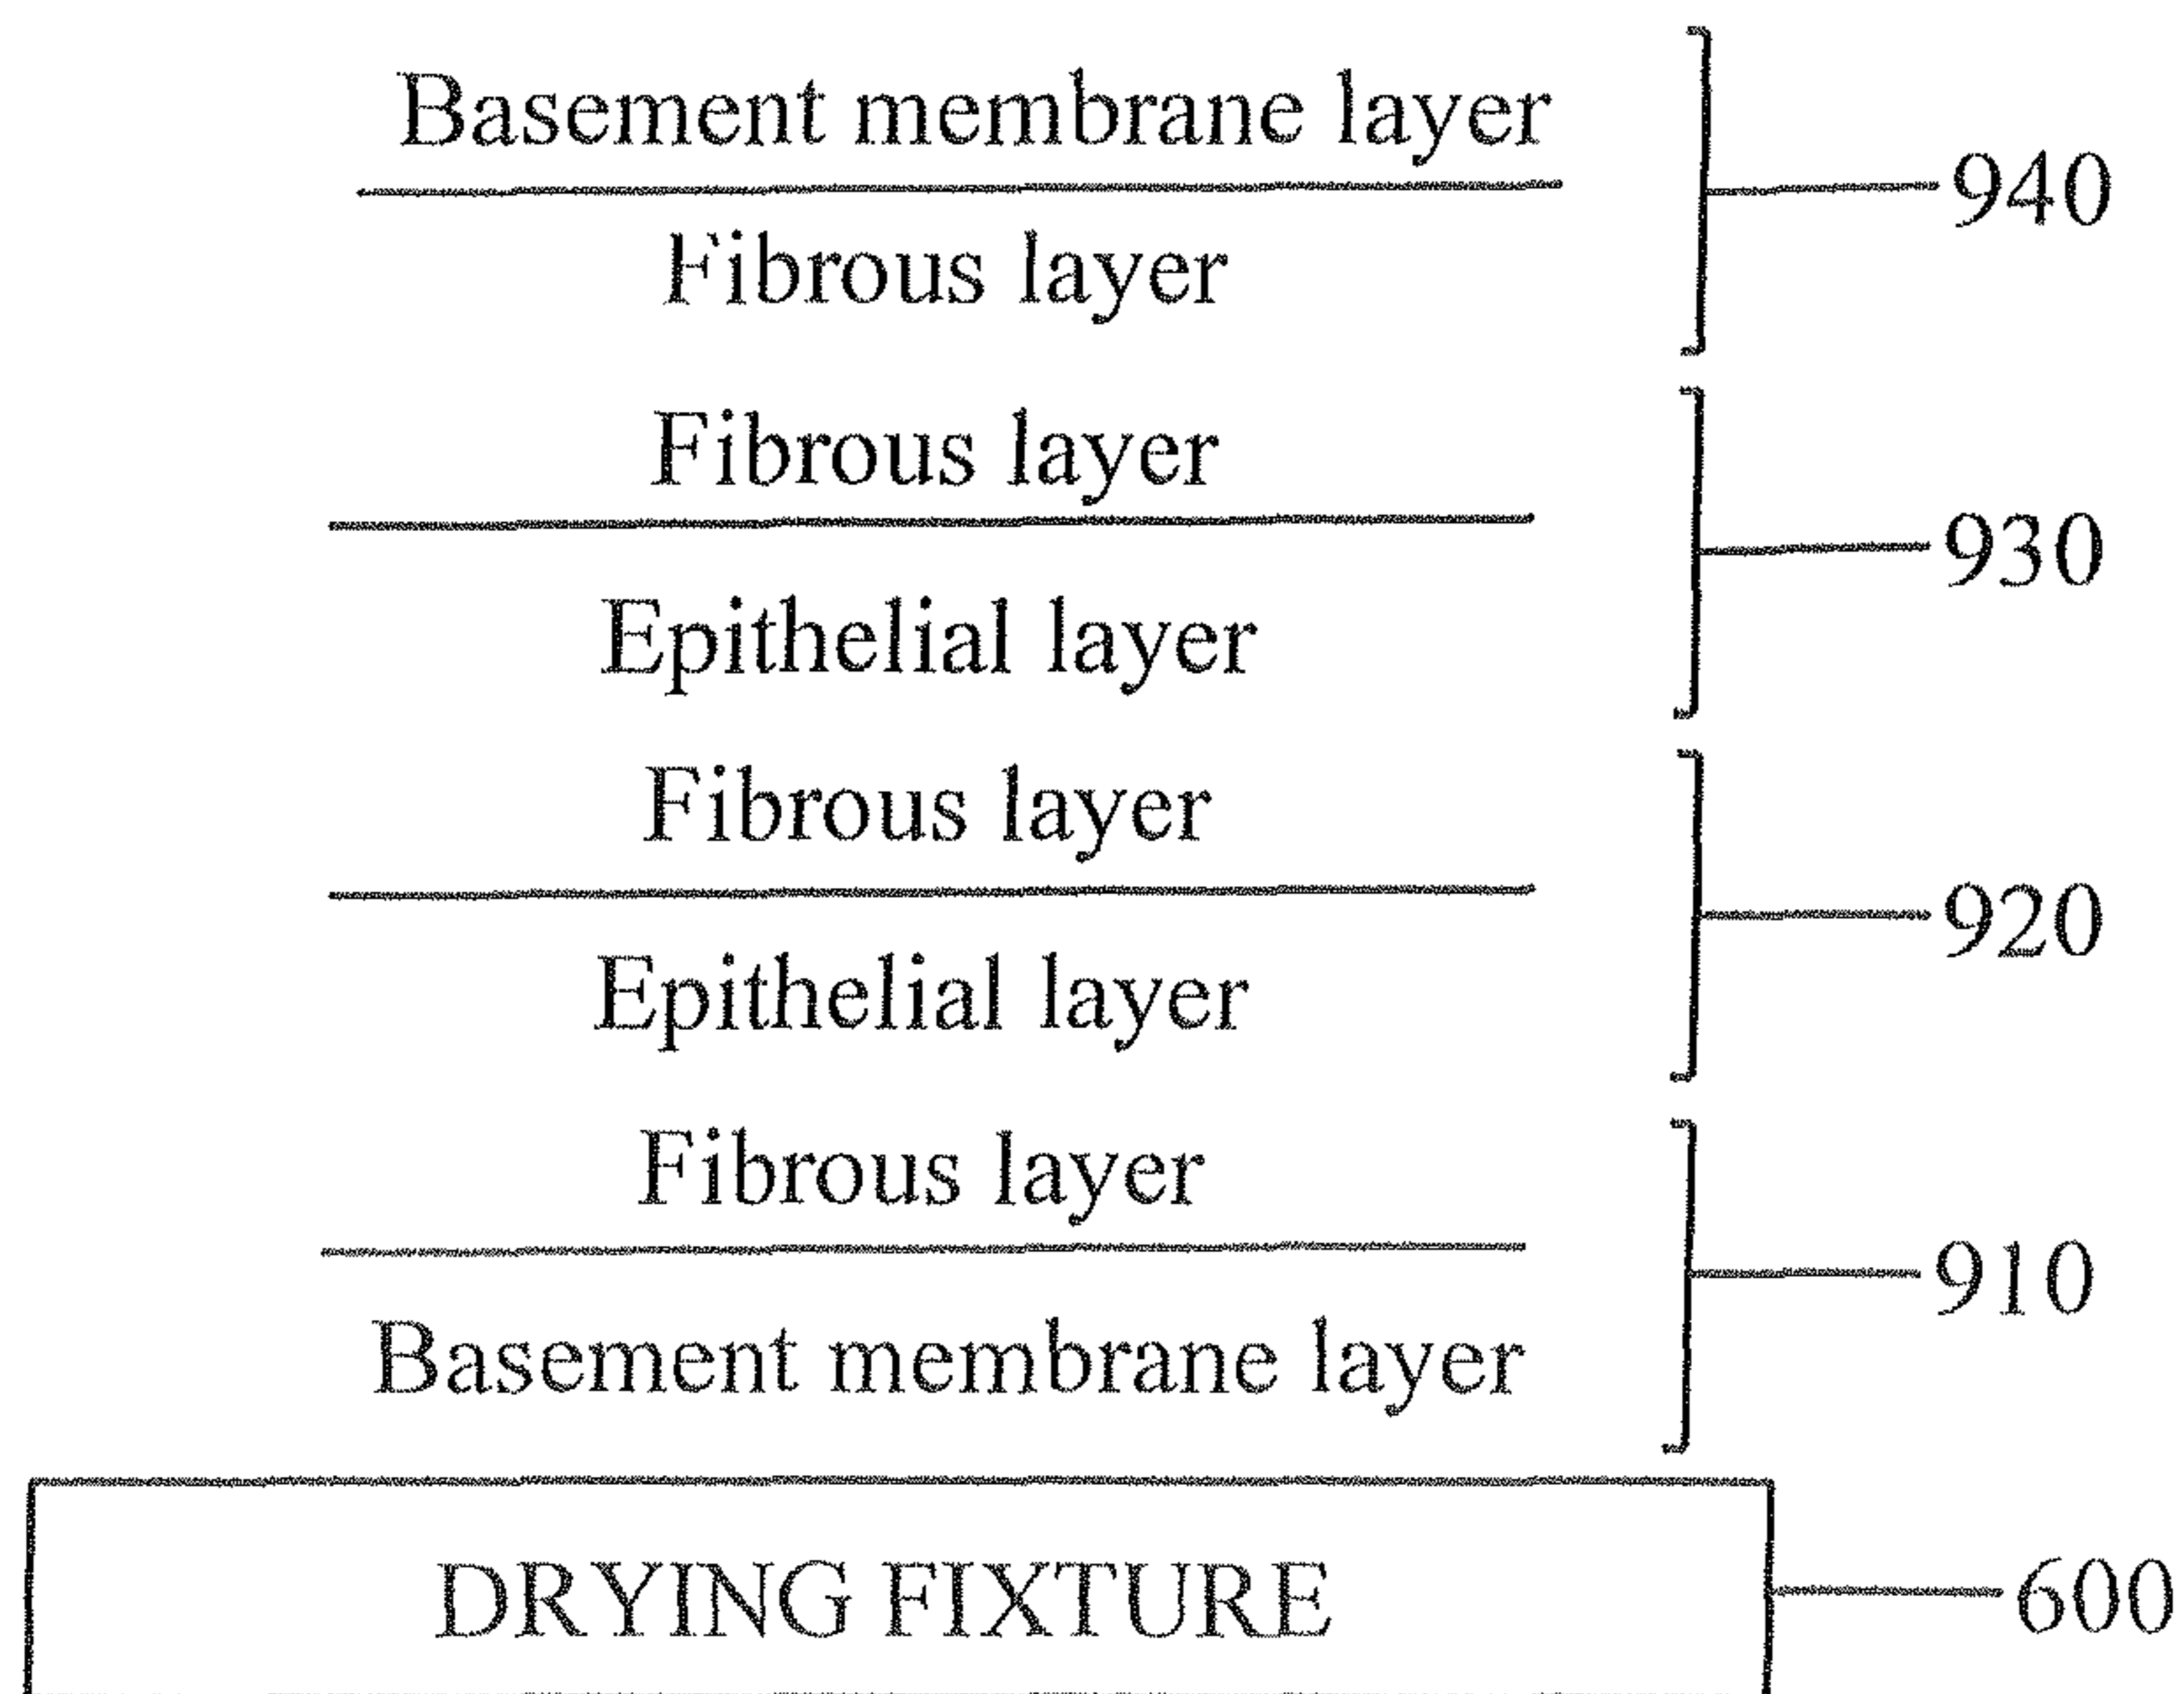 Basement membrane layer
940
Fibrous layer
Fibrous layer
930
Epithelial layer
Fibrous layer
920
Epithelial layer
Fibrous layer
910
Basement membrane layer
DRYING FIXTURE
600